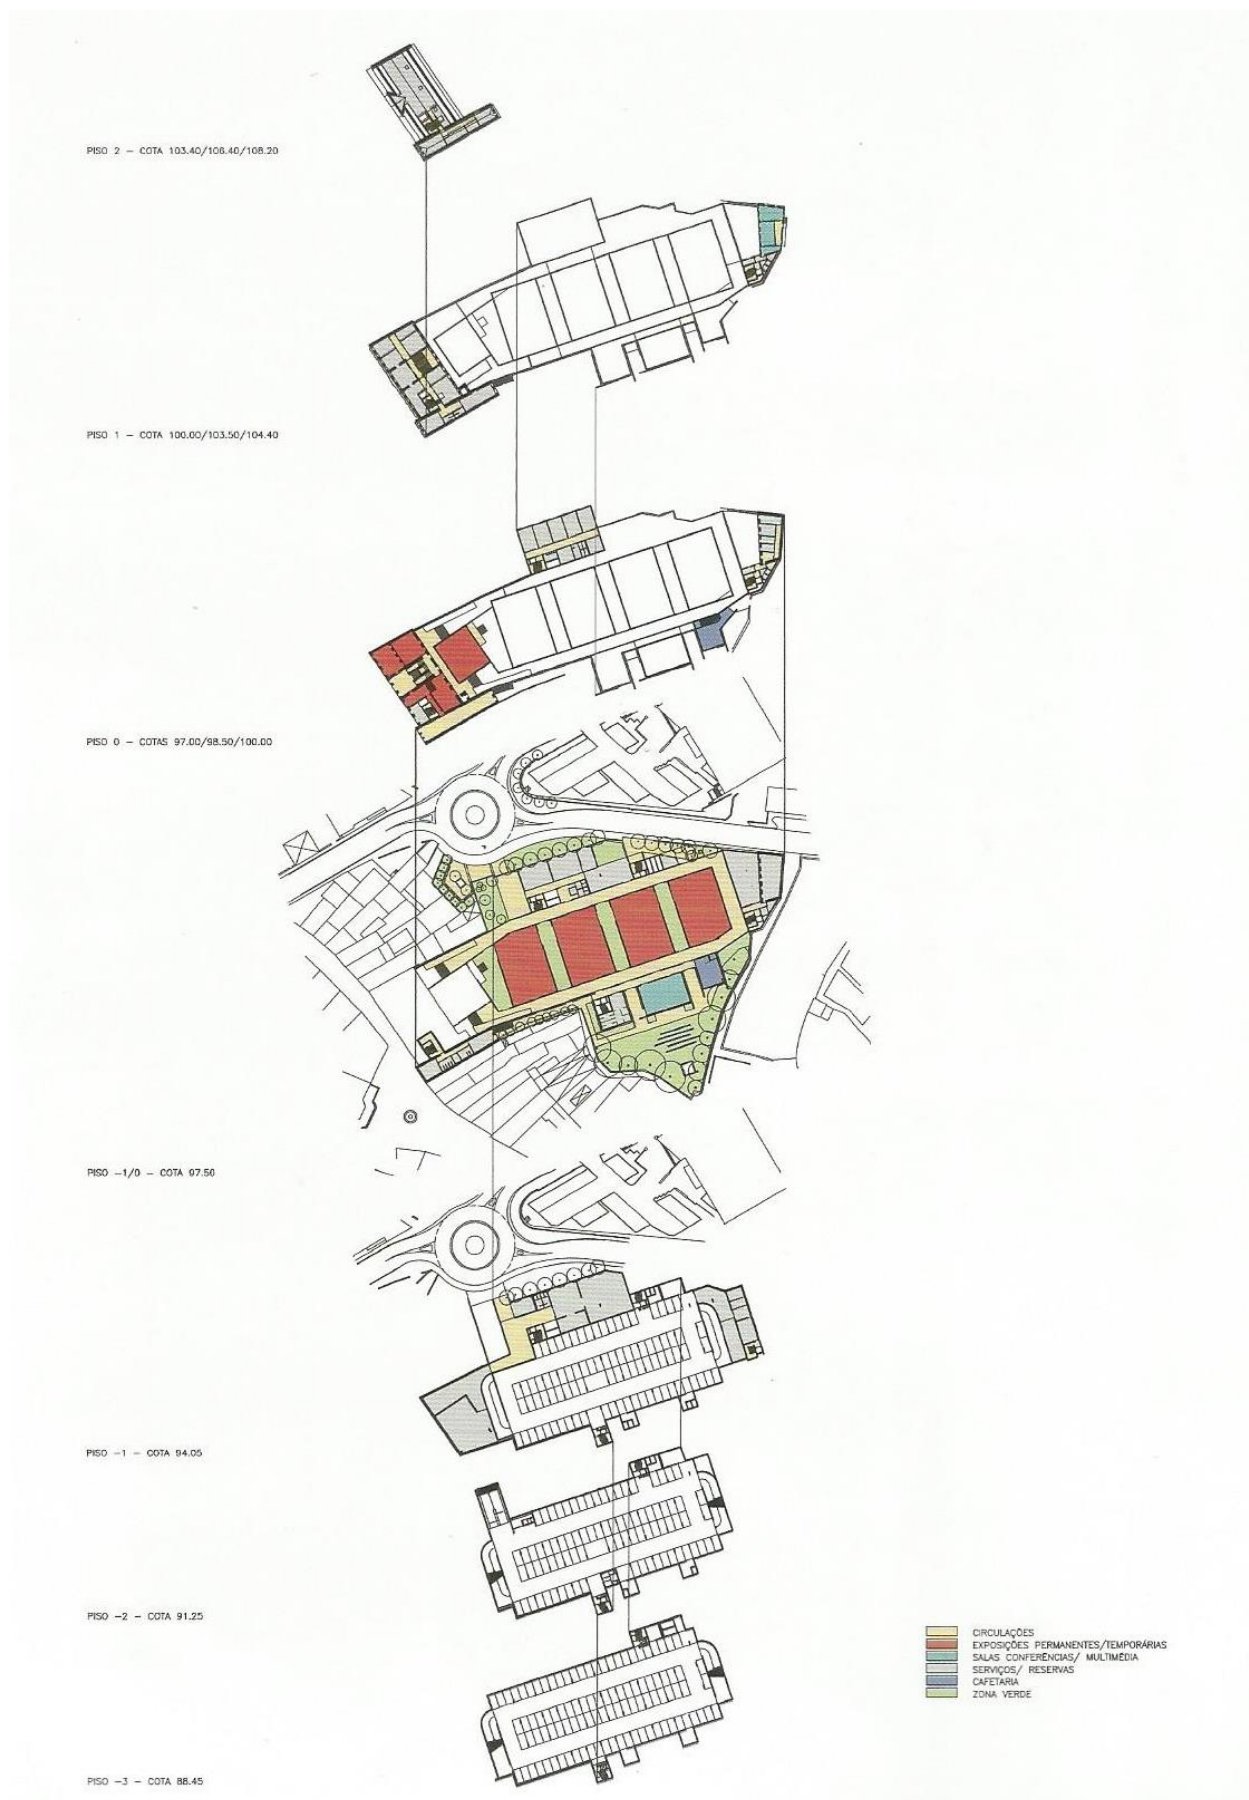 PISO 2 – COTA 103.40/106.40/108.20
PISO 1 – COTA 100.00/103.50/104.40
PISO 0 – COTAS 97.00/98.50/100.00
PISO –1/0 – COTA 97.50
PISO –1 – COTA 94.05
PISO –2 – COTA 91.25
PISO –3 – COTA 88.45
CIRCULAÇÕES
EXPOSIÇÕES PERMANENTES/TEMPORÁRIAS
SALAS CONFERÊNCIAS/ MULTIMÉDIA
SERVIÇOS/ RESERVAS
CAFETARIA
ZONA VERDE